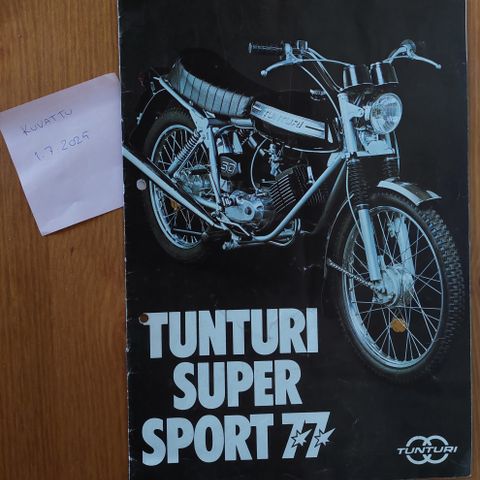 KUVATTU
1.7.2025
TUNTURI
TUNTURI
SUPER
SPORT 77
TUNTURI